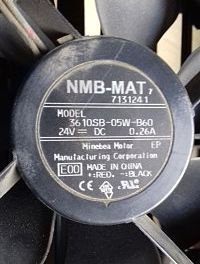 NMB-MAT7
7131241
MODEL
3610SB-05W-B60
24V ⎓ DC 0.26A
Minebea Motor EP
Manufacturing Corporation
E00 MADE IN CHINA
+:RED. -:BLACK